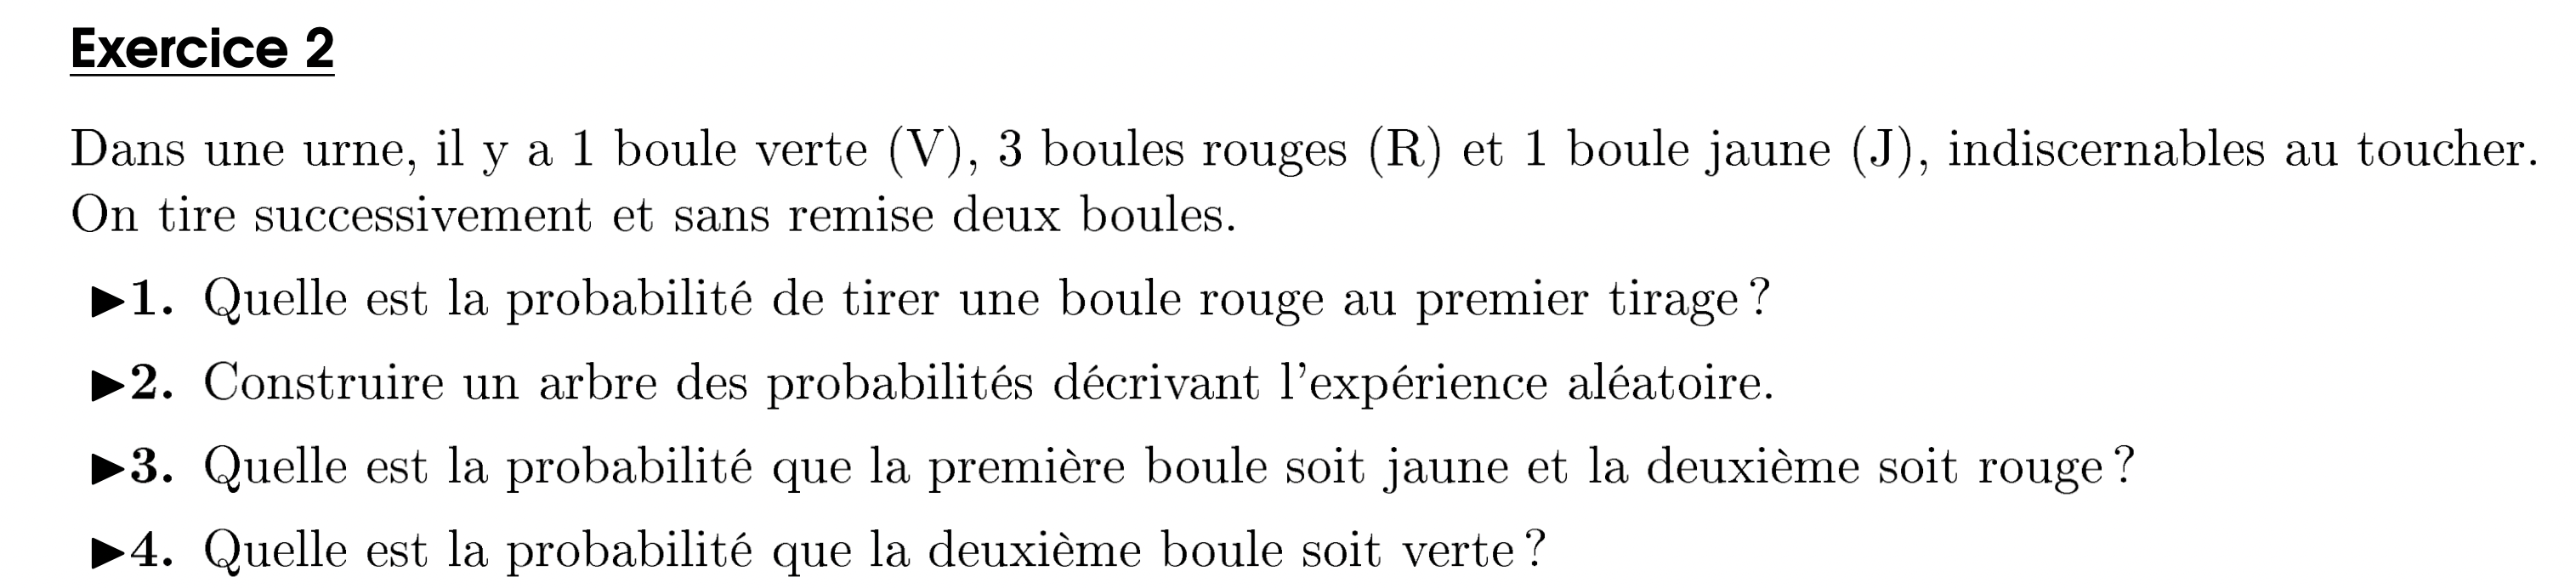 Exercice 2
Dans une urne, il y a 1 boule verte (V), 3 boules rouges (R) et 1 boule jaune (J), indiscernables au toucher.
On tire successivement et sans remise deux boules.
▶1. Quelle est la probabilité de tirer une boule rouge au premier tirage ?
▶2. Construire un arbre des probabilités décrivant l'expérience aléatoire.
▶3. Quelle est la probabilité que la première boule soit jaune et la deuxième soit rouge ?
▶4. Quelle est la probabilité que la deuxième boule soit verte ?